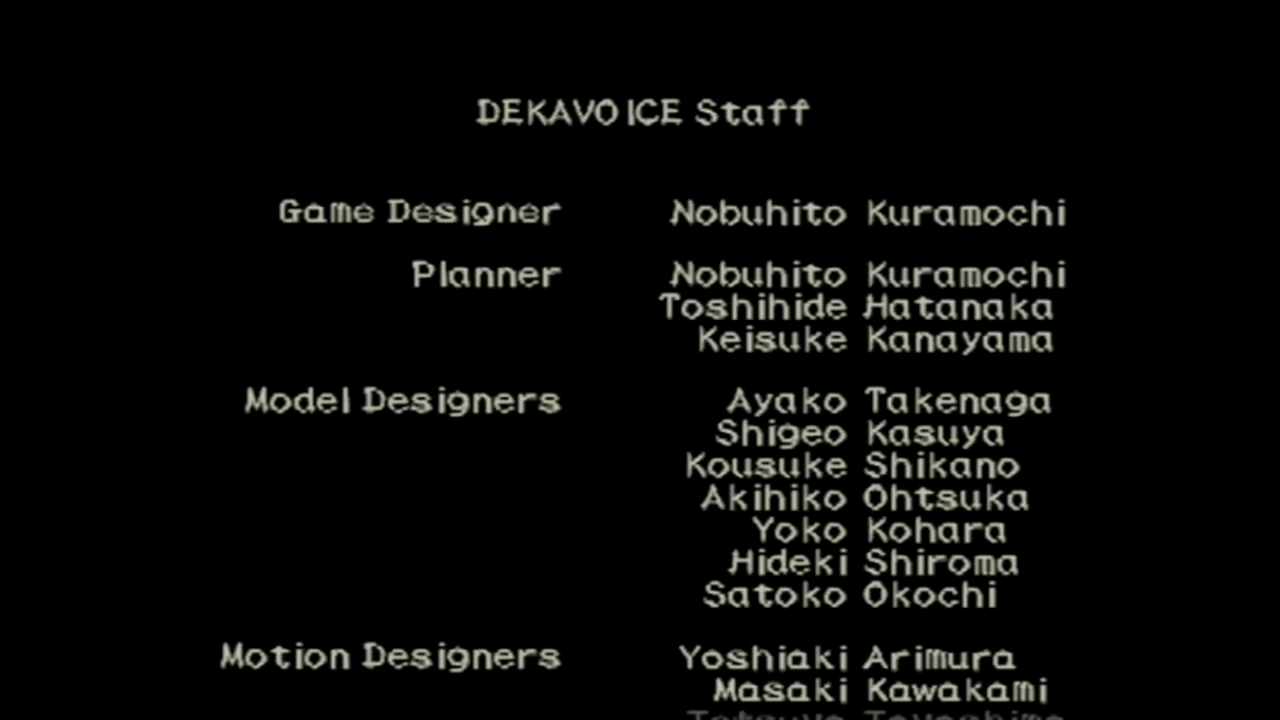 DEKAVOICE Staff
Game Designer Nobuhito Kuramochi
Planner Nobuhito Kuramochi
Toshihide Hatanaka
Keisuke Kanayama
Model Designers Ayako Takenaga
Shigeo Kasuya
Kousuke Shikano
Akihiko Ohtsuka
Yoko Kohara
Hideki Shiroma
Satoko Okochi
Motion Designers Yoshiaki Arimura
Masaki Kawakami